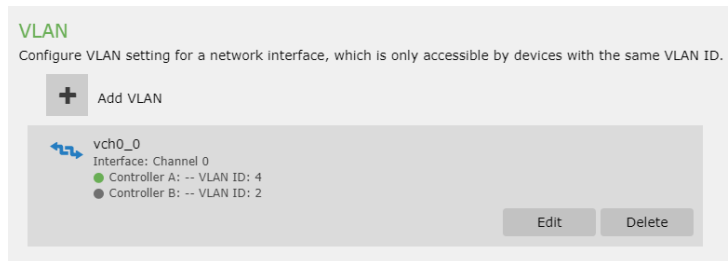 VLAN
Configure VLAN setting for a network interface, which is only accessible by devices with the same VLAN ID.
Add VLAN
vch0_0
Interface: Channel 0
Controller A: -- VLAN ID: 4
Controller B: -- VLAN ID: 2
Edit Delete